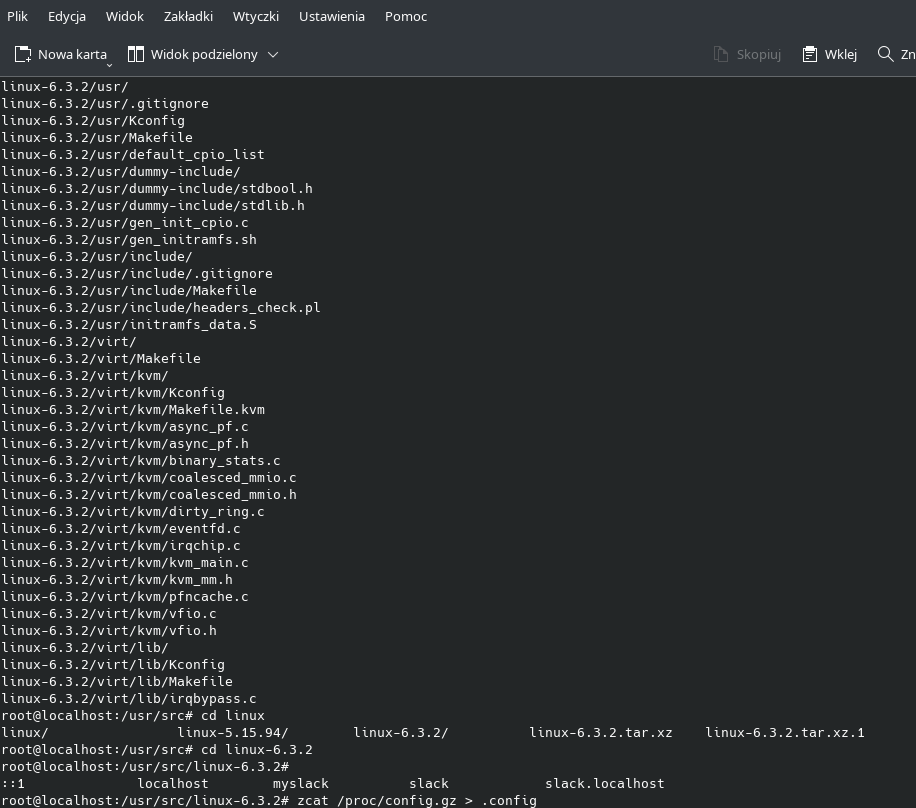 Plik Edycja Widok Zakładki Wtyczki Ustawienia Pomoc
Nowa karta Widok podzielony Skopiuj Wklej Zn
linux-6.3.2/usr/
linux-6.3.2/usr/.gitignore
linux-6.3.2/usr/Kconfig
linux-6.3.2/usr/Makefile
linux-6.3.2/usr/default_cpio_list
linux-6.3.2/usr/dummy-include/
linux-6.3.2/usr/dummy-include/stdbool.h
linux-6.3.2/usr/dummy-include/stdlib.h
linux-6.3.2/usr/gen_init_cpio.c
linux-6.3.2/usr/gen_initramfs.sh
linux-6.3.2/usr/include/
linux-6.3.2/usr/include/.gitignore
linux-6.3.2/usr/include/Makefile
linux-6.3.2/usr/include/headers_check.pl
linux-6.3.2/usr/initramfs_data.S
linux-6.3.2/virt/
linux-6.3.2/virt/Makefile
linux-6.3.2/virt/kvm/
linux-6.3.2/virt/kvm/Kconfig
linux-6.3.2/virt/kvm/Makefile.kvm
linux-6.3.2/virt/kvm/async_pf.c
linux-6.3.2/virt/kvm/async_pf.h
linux-6.3.2/virt/kvm/binary_stats.c
linux-6.3.2/virt/kvm/coalesced_mmio.c
linux-6.3.2/virt/kvm/coalesced_mmio.h
linux-6.3.2/virt/kvm/dirty_ring.c
linux-6.3.2/virt/kvm/eventfd.c
linux-6.3.2/virt/kvm/irqchip.c
linux-6.3.2/virt/kvm/kvm_main.c
linux-6.3.2/virt/kvm/kvm_mm.h
linux-6.3.2/virt/kvm/pfncache.c
linux-6.3.2/virt/kvm/vfio.c
linux-6.3.2/virt/kvm/vfio.h
linux-6.3.2/virt/lib/
linux-6.3.2/virt/lib/Kconfig
linux-6.3.2/virt/lib/Makefile
linux-6.3.2/virt/lib/irqbypass.c
root@localhost:/usr/src# cd linux
linux/ linux-5.15.94/ linux-6.3.2/ linux-6.3.2.tar.xz linux-6.3.2.tar.xz.1
root@localhost:/usr/src# cd linux-6.3.2
root@localhost:/usr/src/linux-6.3.2#
::1 localhost myslack slack slack.localhost
root@localhost:/usr/src/linux-6.3.2# zcat /proc/config.gz > .config